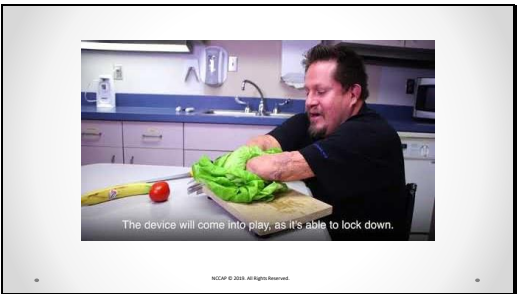 The device will come into play, as it's able to lock down.
NCCAP © 2019. All Rights Reserved.